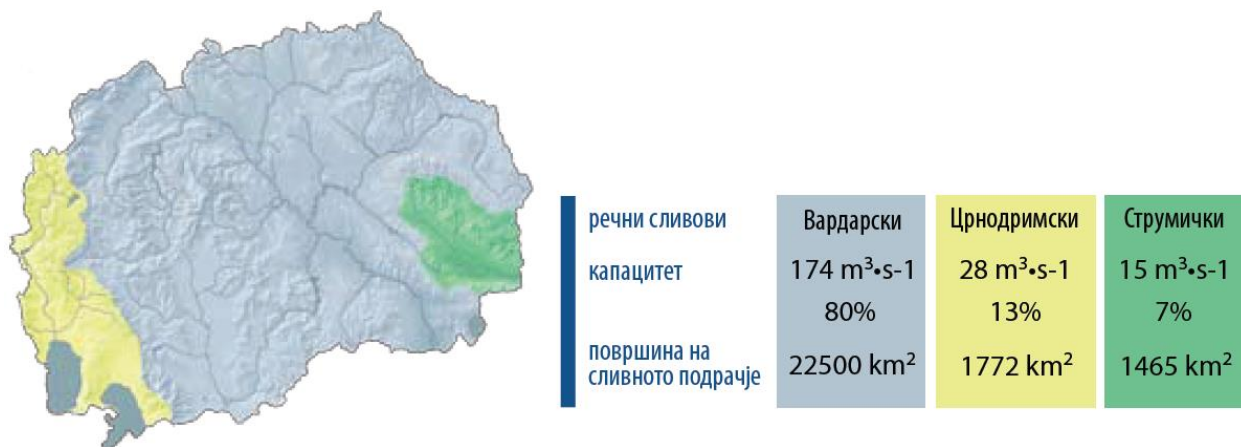 речни сливови Вардарски Црнодримски Струмички
капацитет 174 m³•s-1 28 m³•s-1 15 m³•s-1
80% 13% 7%
површина на
сливното подрачје 22500 km² 1772 km² 1465 km²